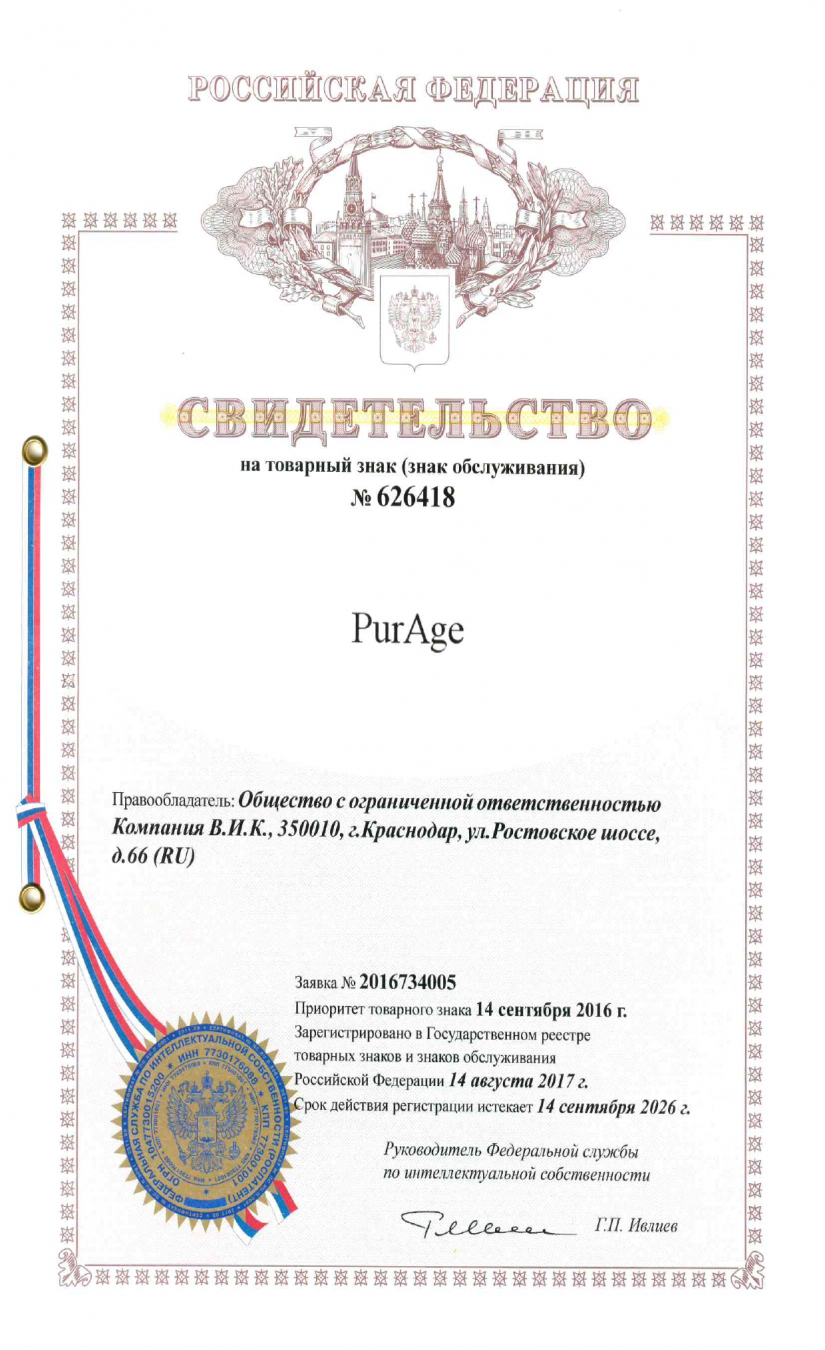 РОССИЙСКАЯ ФЕДЕРАЦИЯ
СВИДЕТЕЛЬСТВО
на товарный знак (знак обслуживания)
№ 626418
PurAge
Правообладатель: Общество с ограниченной ответственностью
Компания В.И.К., 350010, г.Краснодар, ул.Ростовское шоссе,
д.66 (RU)
Заявка № 2016734005
Приоритет товарного знака 14 сентября 2016 г.
Зарегистрировано в Государственном реестре
товарных знаков и знаков обслуживания
Российской Федерации 14 августа 2017 г.
Срок действия регистрации истекает 14 сентября 2026 г.
Руководитель Федеральной службы
по интеллектуальной собственности
Г.П. Ивлиев
ФЕДЕРАЛЬНАЯ СЛУЖБА ПО ИНТЕЛЛЕКТУАЛЬНОЙ СОБСТВЕННОСТИ (РОСПАТЕНТ)
ИНН 7730176088 * КПП 773001001